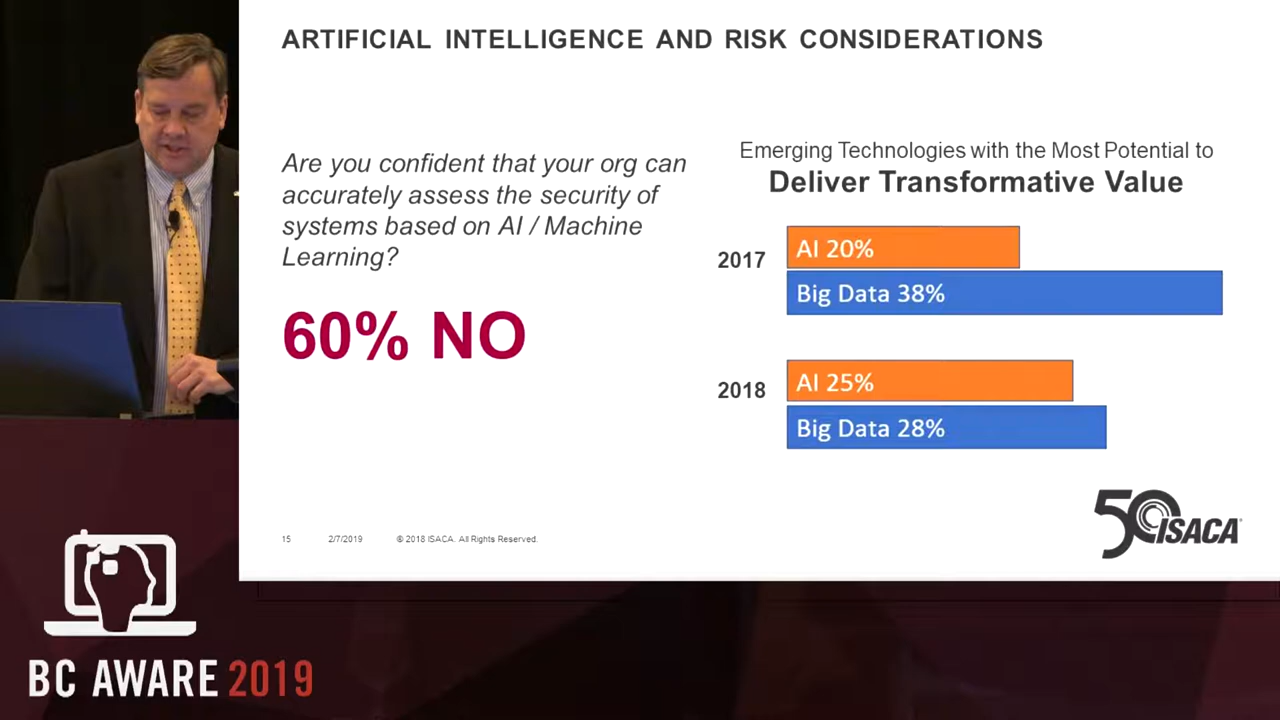 ARTIFICIAL INTELLIGENCE AND RISK CONSIDERATIONS
Are you confident that your org can
accurately assess the security of
systems based on AI / Machine
Learning?
60% NO
Emerging Technologies with the Most Potential to
Deliver Transformative Value
2017
AI 20%
Big Data 38%
2018
AI 25%
Big Data 28%
15 2/7/2019 © 2018 ISACA. All Rights Reserved.
50 ISACA®
BC AWARE 2019